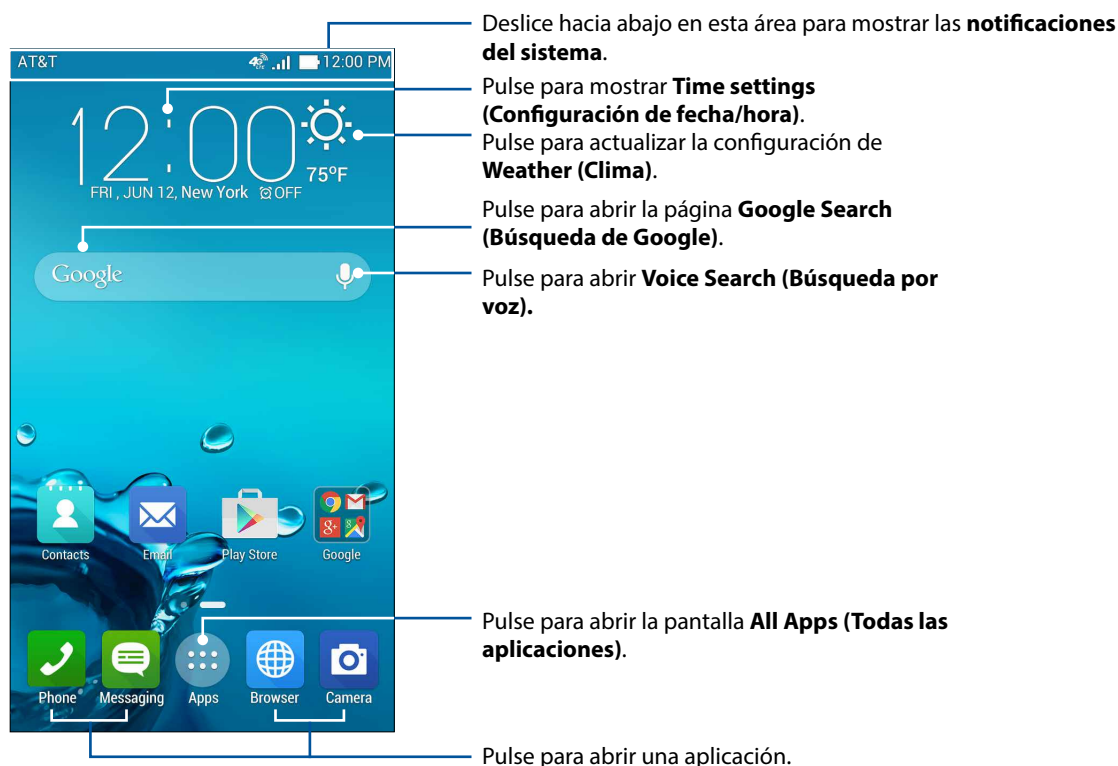 Deslice hacia abajo en esta área para mostrar las notificaciones
del sistema.
AT&T 4G LTE 12:00 PM
Pulse para mostrar Time settings
(Configuración de fecha/hora).
12:00
Pulse para actualizar la configuración de
Weather (Clima).
75°F
FRI , JUN 12, New York OFF
Pulse para abrir la página Google Search
(Búsqueda de Google).
Google
Pulse para abrir Voice Search (Búsqueda por
voz).
Contacts Email Play Store Google
Pulse para abrir la pantalla All Apps (Todas las
aplicaciones).
Phone Messaging Apps Browser Camera
Pulse para abrir una aplicación.